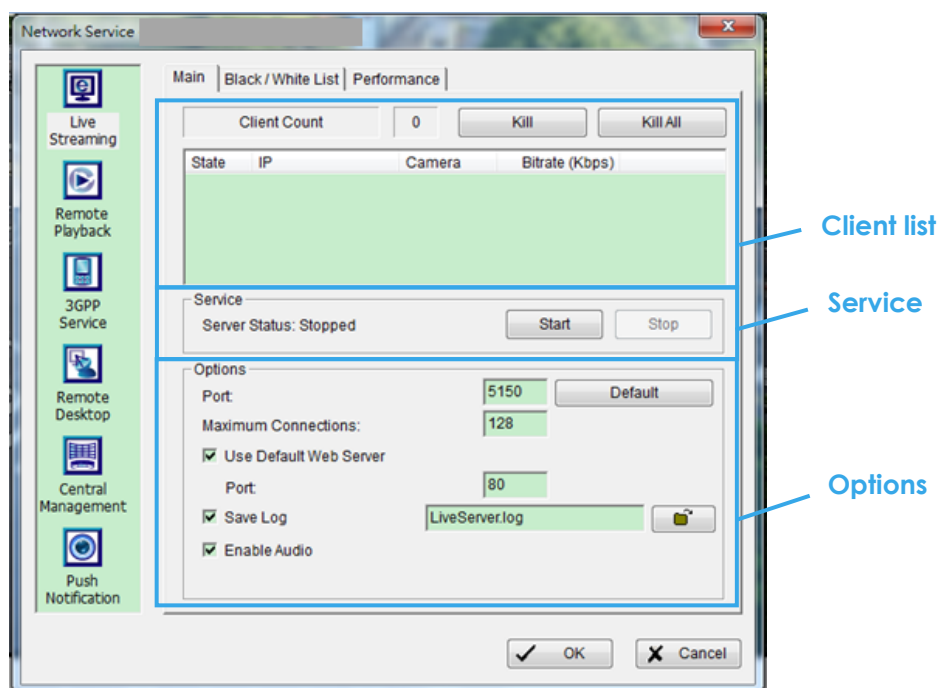 Network Service
Main
Black / White List
Performance
Live
Streaming
Remote
Playback
3GPP
Service
Remote
Desktop
Central
Management
Push
Notification
Client Count 0 Kill Kill All
State IP Camera Bitrate (Kbps)
Client list
Service
Server Status: Stopped Start Stop
Service
Options
Port: 5150 Default
Maximum Connections: 128
Use Default Web Server
Port: 80
Save Log LiveServer.log
Enable Audio
Options
OK Cancel